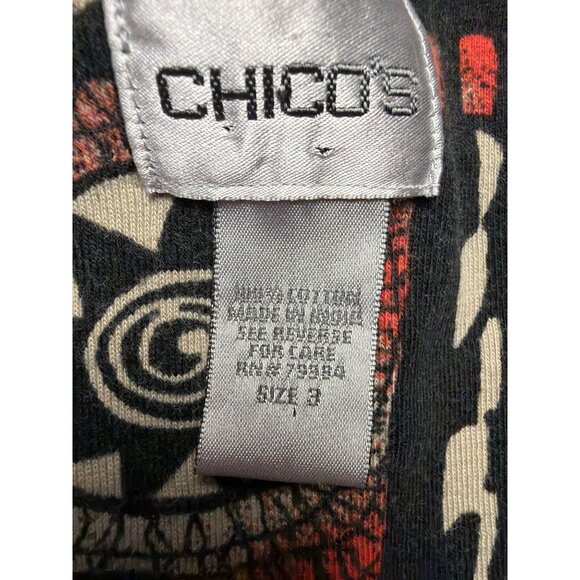 CHICO'S
100% COTTON
MADE IN INDIA
SEE REVERSE
FOR CARE
RN# 79984
SIZE 3